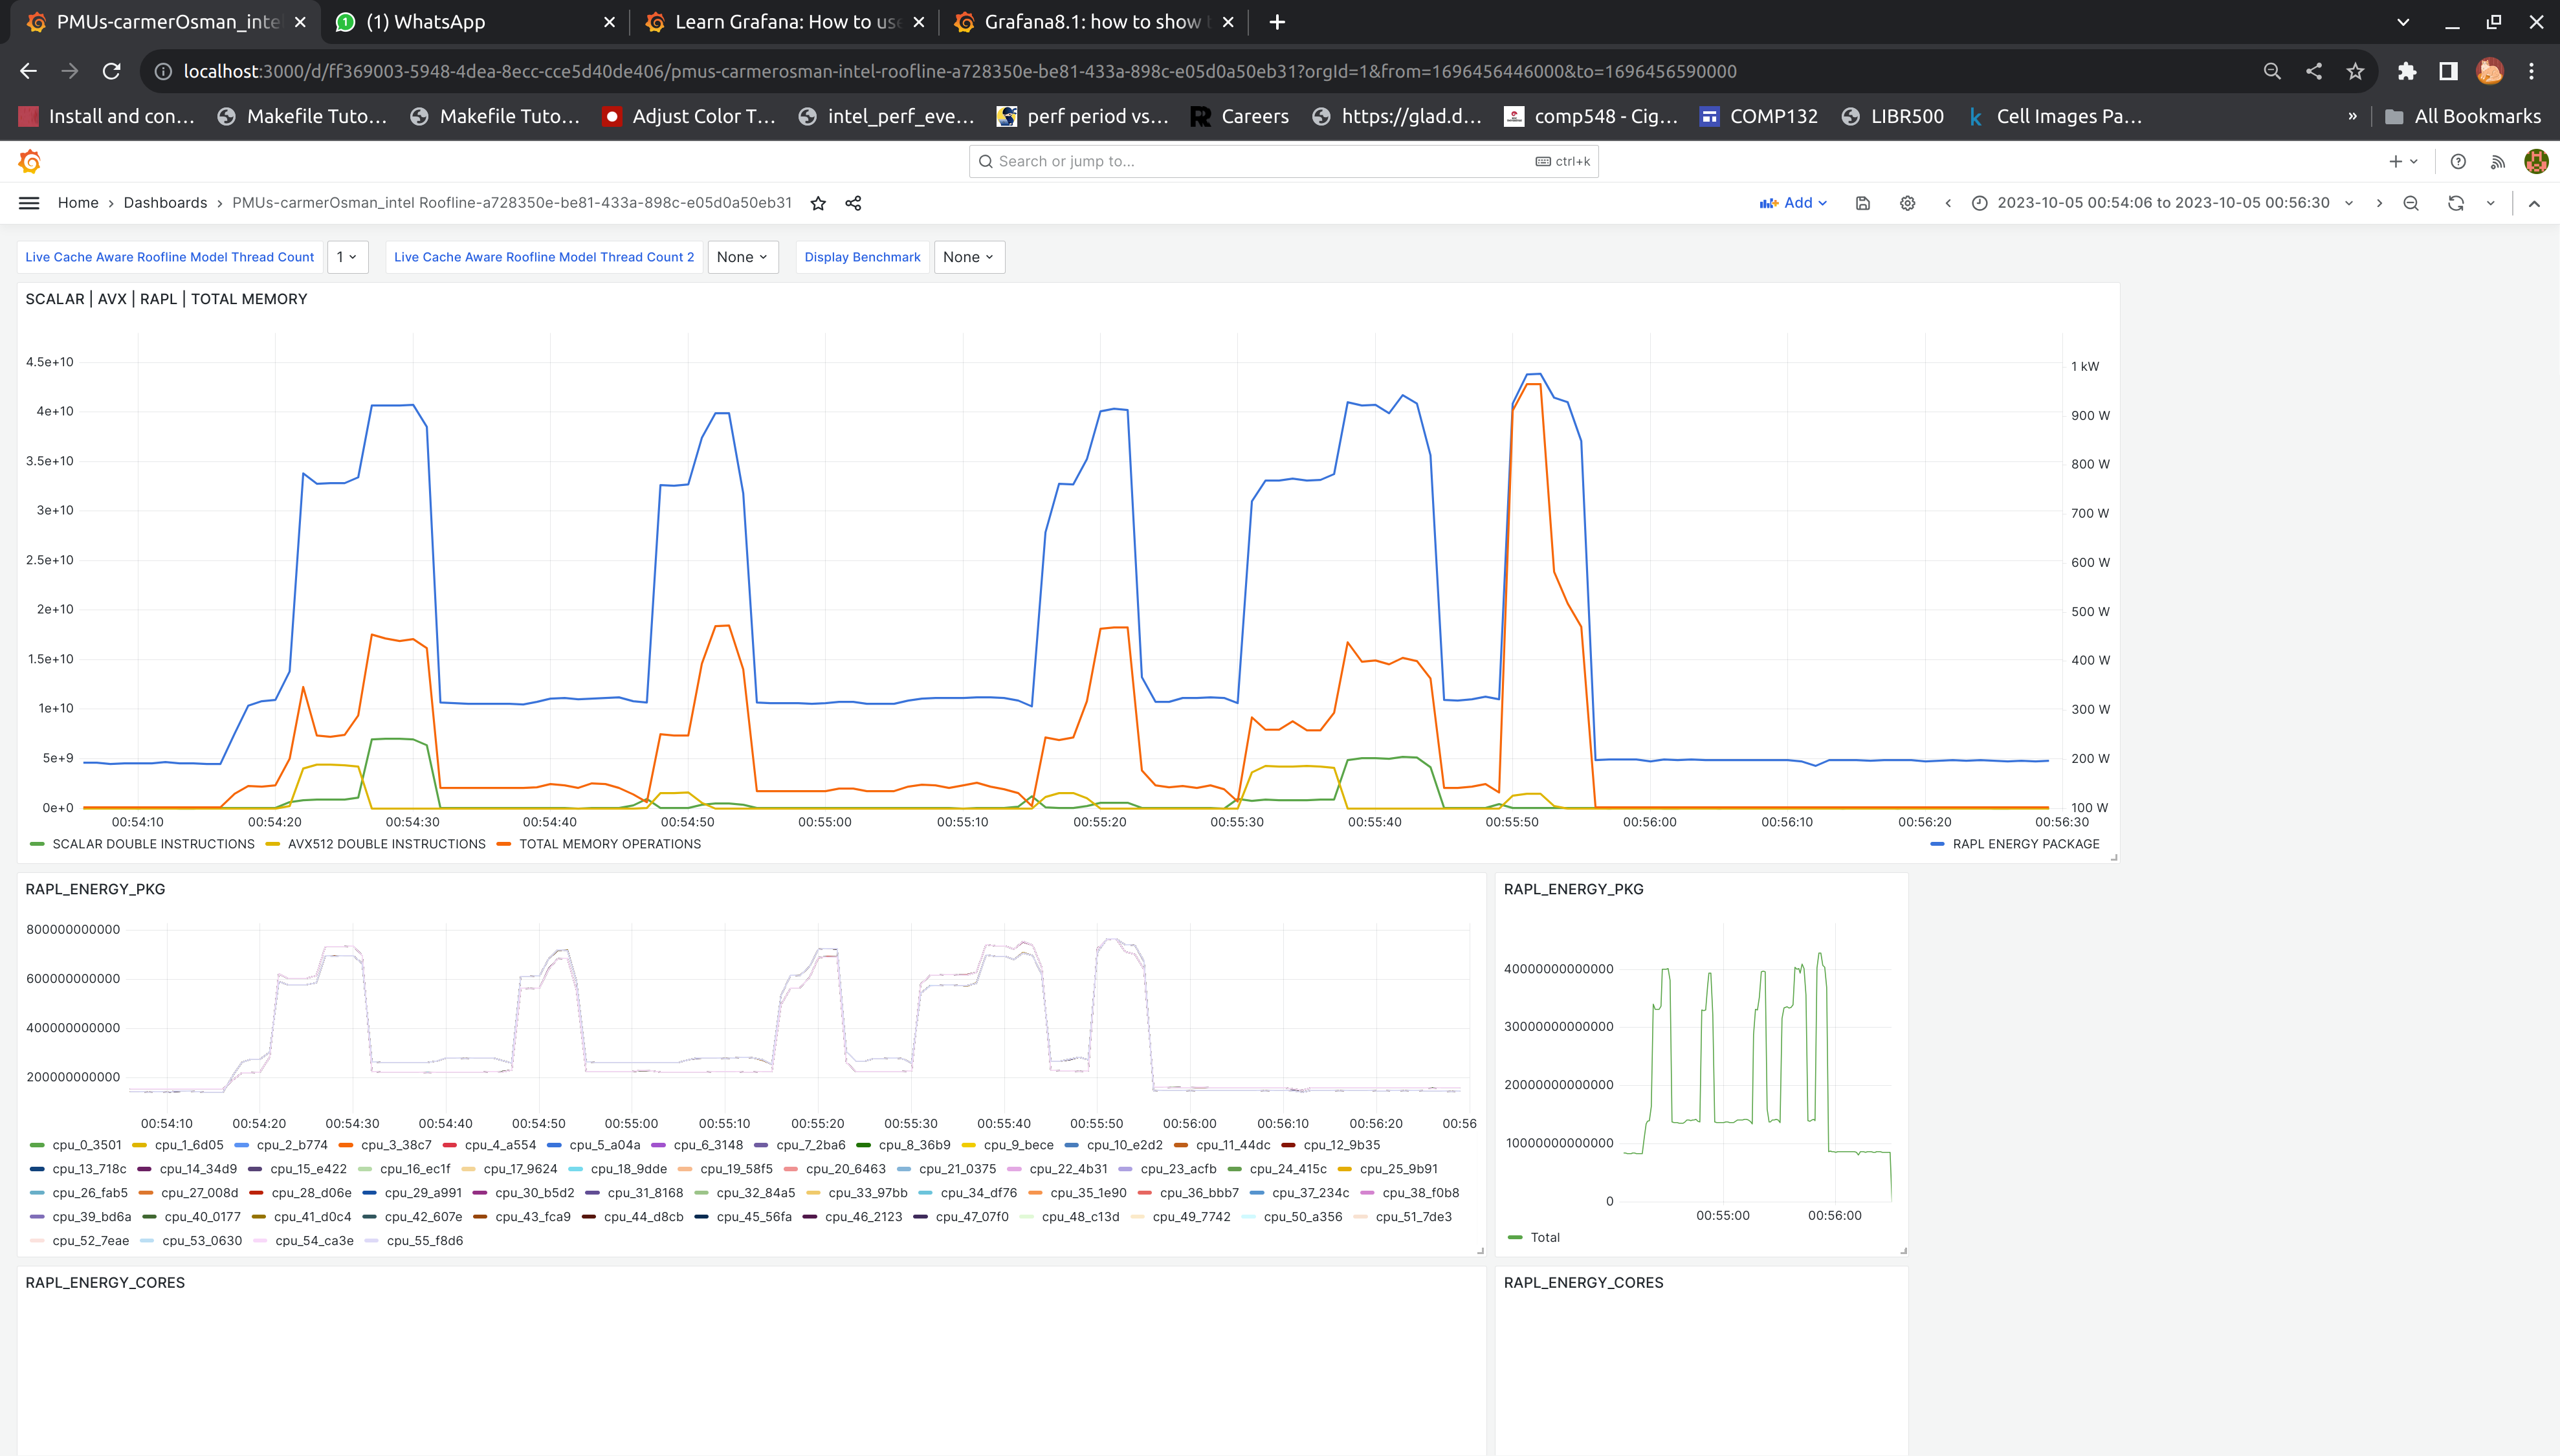 PMUs-carmerOsman_inte
(1) WhatsApp
Learn Grafana: How to use
Grafana8.1: how to show t
localhost:3000/d/ff369003-5948-4dea-8ecc-cce5d40de406/pmus-carmerosman-intel-roofline-a728350e-be81-433a-898c-e05d0a50eb31?orgId=1&from=1696456446000&to=1696456590000
Install and con... Makefile Tuto... Makefile Tuto... Adjust Color T... intel_perf_eve... perf period vs... Careers https://glad.d... comp548 - Cig... COMP132 LIBR500 Cell Images Pa... » All Bookmarks
Search or jump to... ctrl+k
Home › Dashboards › PMUs-carmerOsman_intel Roofline-a728350e-be81-433a-898c-e05d0a50eb31
Add 2023-10-05 00:54:06 to 2023-10-05 00:56:30
Live Cache Aware Roofline Model Thread Count 1 Live Cache Aware Roofline Model Thread Count 2 None Display Benchmark None
SCALAR | AVX | RAPL | TOTAL MEMORY
4.5e+10
4e+10
3.5e+10
3e+10
2.5e+10
2e+10
1.5e+10
1e+10
5e+9
0e+0
1 kW
900 W
800 W
700 W
600 W
500 W
400 W
300 W
200 W
100 W
00:54:10 00:54:20 00:54:30 00:54:40 00:54:50 00:55:00 00:55:10 00:55:20 00:55:30 00:55:40 00:55:50 00:56:00 00:56:10 00:56:20 00:56:30
SCALAR DOUBLE INSTRUCTIONS AVX512 DOUBLE INSTRUCTIONS TOTAL MEMORY OPERATIONS RAPL ENERGY PACKAGE
RAPL_ENERGY_PKG
800000000000
600000000000
400000000000
200000000000
00:54:10 00:54:20 00:54:30 00:54:40 00:54:50 00:55:00 00:55:10 00:55:20 00:55:30 00:55:40 00:55:50 00:56:00 00:56:10 00:56:20 00:56
cpu_0_3501 cpu_1_6d05 cpu_2_b774 cpu_3_38c7 cpu_4_a554 cpu_5_a04a cpu_6_3148 cpu_7_2ba6 cpu_8_36b9 cpu_9_bece cpu_10_e2d2 cpu_11_44dc cpu_12_9b35
cpu_13_718c cpu_14_34d9 cpu_15_e422 cpu_16_ec1f cpu_17_9624 cpu_18_9dde cpu_19_58f5 cpu_20_6463 cpu_21_0375 cpu_22_4b31 cpu_23_acfb cpu_24_415c cpu_25_9b91
cpu_26_fab5 cpu_27_008d cpu_28_d06e cpu_29_a991 cpu_30_b5d2 cpu_31_8168 cpu_32_84a5 cpu_33_97bb cpu_34_df76 cpu_35_1e90 cpu_36_bbb7 cpu_37_234c cpu_38_f0b8
cpu_39_bd6a cpu_40_0177 cpu_41_d0c4 cpu_42_607e cpu_43_fca9 cpu_44_d8cb cpu_45_56fa cpu_46_2123 cpu_47_07f0 cpu_48_c13d cpu_49_7742 cpu_50_a356 cpu_51_7de3
cpu_52_7eae cpu_53_0630 cpu_54_ca3e cpu_55_f8d6
RAPL_ENERGY_PKG
40000000000000
30000000000000
20000000000000
10000000000000
0
00:55:00 00:56:00
Total
RAPL_ENERGY_CORES
RAPL_ENERGY_CORES